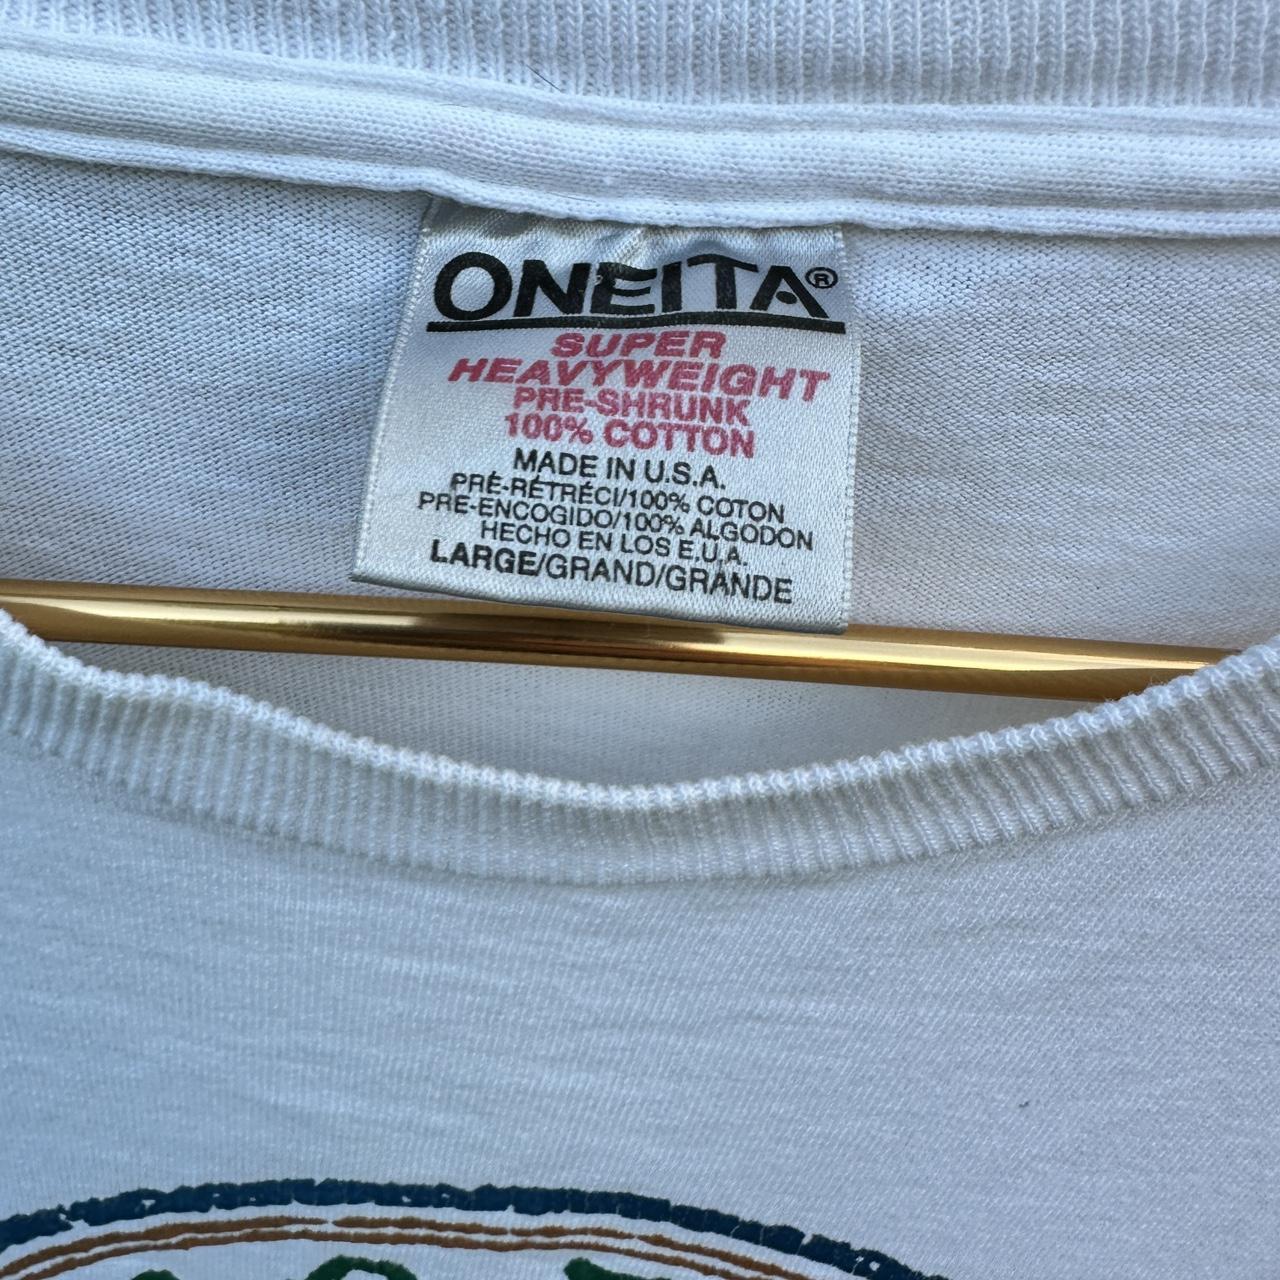 ONEITA®
SUPER
HEAVYWEIGHT
PRE-SHRUNK
100% COTTON
MADE IN U.S.A.
PRÉ-RÉTRÉCI/100% COTON
PRE-ENCOGIDO/100% ALGODON
HECHO EN LOS E.U.A.
LARGE/GRAND/GRANDE